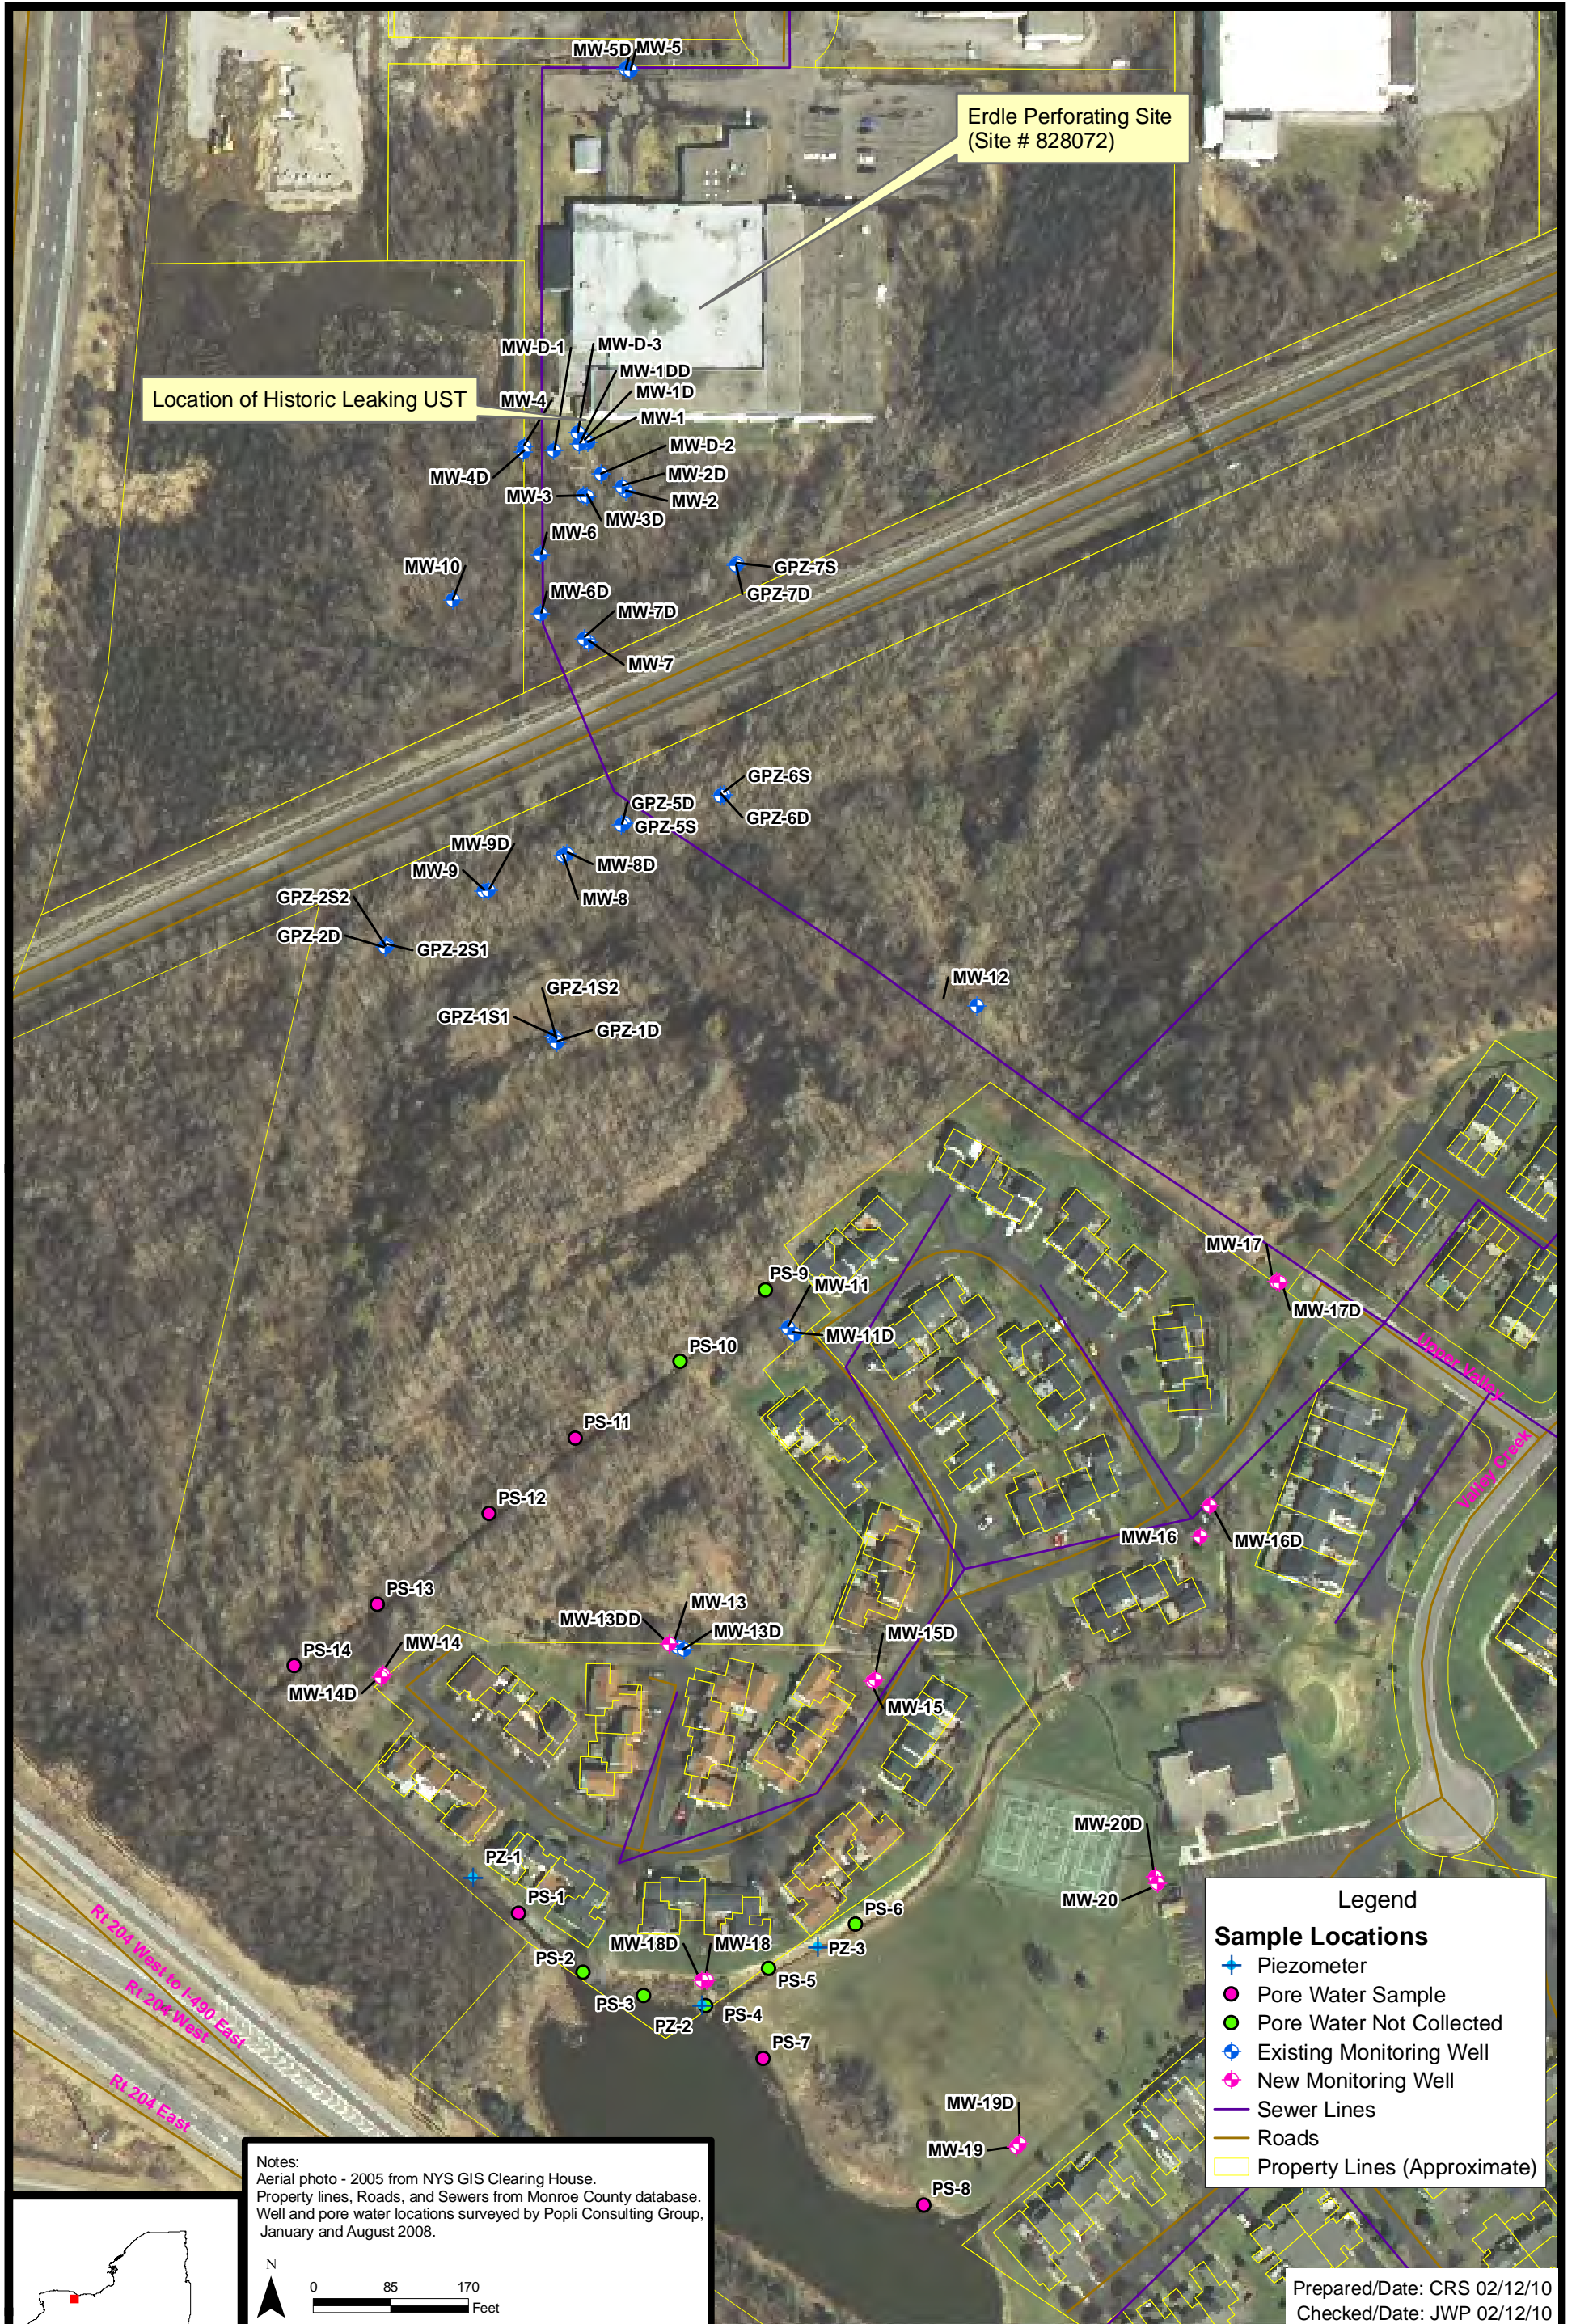 MW-5D
MW-5
Erdle Perforating Site
(Site # 828072)
MW-D-1
MW-D-3
MW-1DD
MW-1D
Location of Historic Leaking UST
MW-4
MW-1
MW-D-2
MW-4D
MW-2D
MW-3
MW-2
MW-3D
MW-6
MW-10
GPZ-7S
MW-6D
GPZ-7D
MW-7D
MW-7
GPZ-6S
GPZ-5D
GPZ-6D
GPZ-5S
MW-9D
MW-9
MW-8D
GPZ-2S2
MW-8
GPZ-2D
GPZ-2S1
MW-12
GPZ-1S2
GPZ-1S1
GPZ-1D
MW-17
PS-9
MW-11
MW-17D
MW-11D
PS-10
Upper Valley
PS-11
Valley Creek
PS-12
MW-16
MW-16D
PS-13
MW-13
MW-13DD
MW-13D
MW-15D
MW-14
PS-14
MW-14D
MW-15
MW-20D
PZ-1
PS-1
MW-20
PS-6
Rt 204 West to I-490 East
MW-18D
MW-18
PZ-3
PS-2
PS-5
Rt 204 West
PS-3
PS-4
PZ-2
PS-7
Rt 204 East
MW-19D
MW-19
PS-8
Legend
Sample Locations
Piezometer
Pore Water Sample
Pore Water Not Collected
Existing Monitoring Well
New Monitoring Well
Sewer Lines
Roads
Property Lines (Approximate)
Notes:
Aerial photo - 2005 from NYS GIS Clearing House.
Property lines, Roads, and Sewers from Monroe County database.
Well and pore water locations surveyed by Popli Consulting Group,
January and August 2008.
N
0 85 170
Feet
Prepared/Date: CRS 02/12/10
Checked/Date: JWP 02/12/10